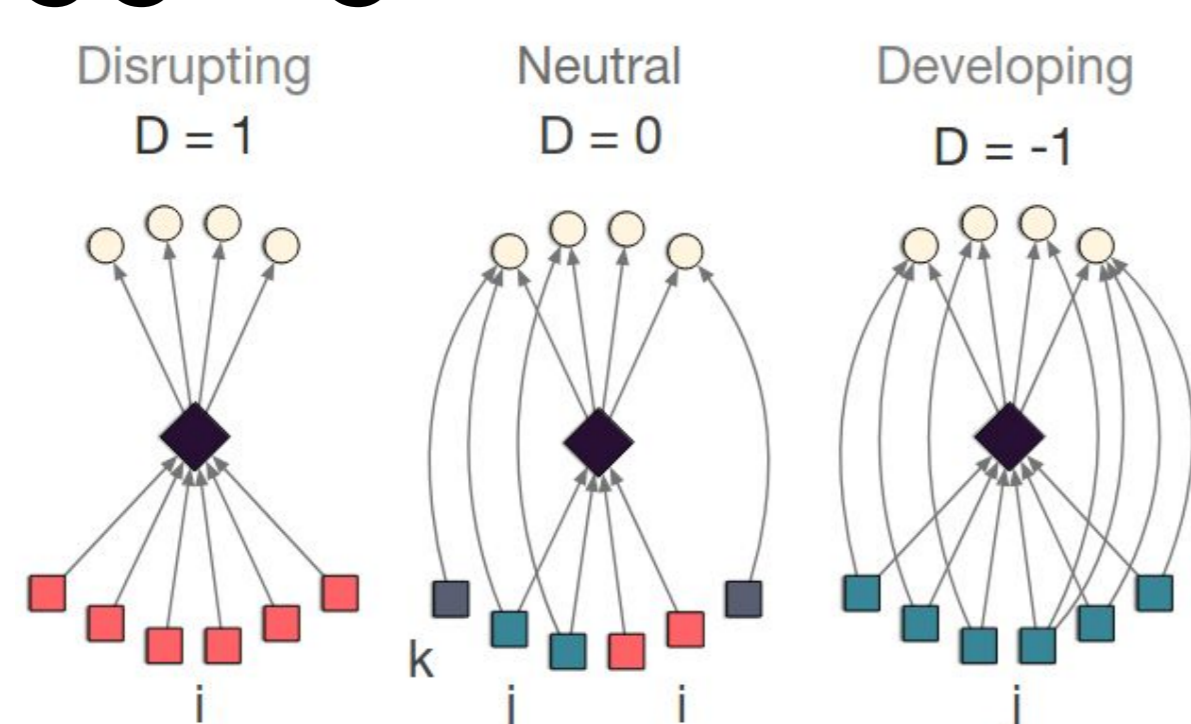 Disrupting
D = 1
Neutral
D = 0
Developing
D = -1
i
k
j
i
j